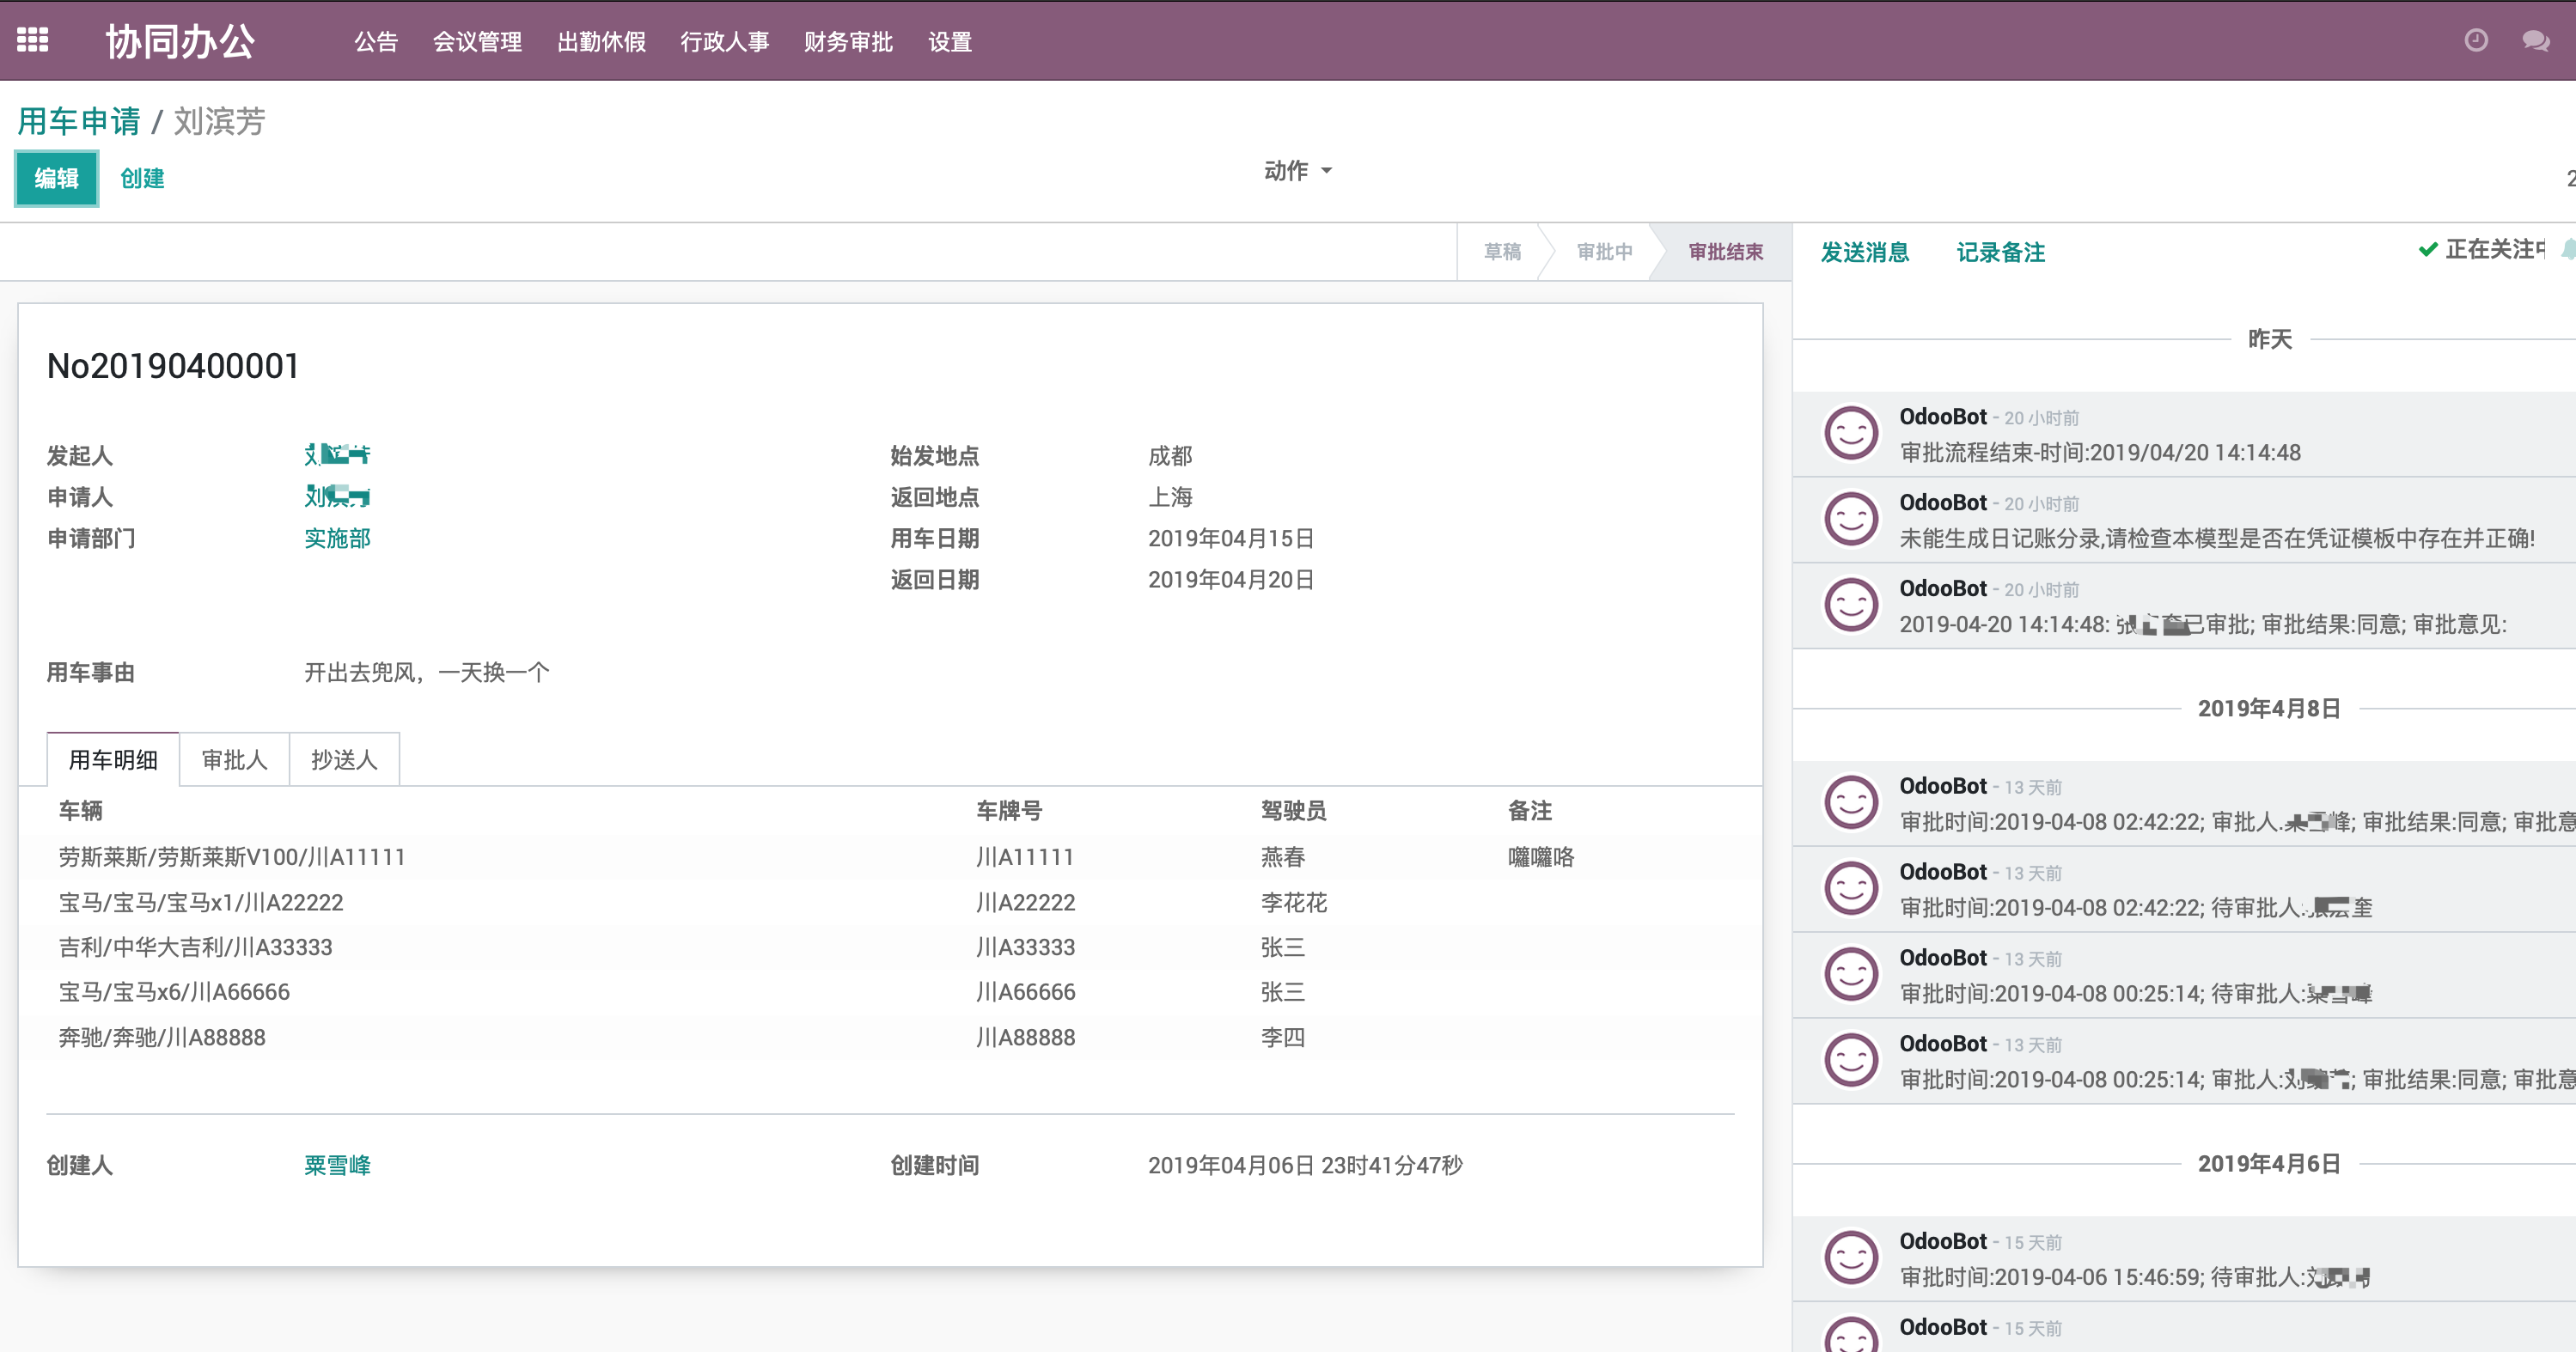 协同办公 公告 会议管理 出勤休假 行政人事 财务审批 设置
用车申请 / 刘滨芳
编辑 创建
动作
草稿 审批中 审批结束
No20190400001
发起人
始发地点 成都
申请人
返回地点 上海
申请部门 实施部
用车日期 2019年04月15日
返回日期 2019年04月20日
用车事由 开出去兜风，一天换一个
用车明细 审批人 抄送人
车辆 车牌号 驾驶员 备注
劳斯莱斯/劳斯莱斯V100/川A11111 川A11111 燕春 囖囖咯
宝马/宝马/宝马x1/川A22222 川A22222 李花花
吉利/中华大吉利/川A33333 川A33333 张三
宝马/宝马x6/川A66666 川A66666 张三
奔驰/奔驰/川A88888 川A88888 李四
创建人 粟雪峰 创建时间 2019年04月06日 23时41分47秒
发送消息 记录备注 正在关注中
昨天
OdooBot - 20 小时前
审批流程结束-时间:2019/04/20 14:14:48
OdooBot - 20 小时前
未能生成日记账分录,请检查本模型是否在凭证模板中存在并正确!
OdooBot - 20 小时前
2019-04-20 14:14:48: 已审批; 审批结果:同意; 审批意见:
2019年4月8日
OdooBot - 13 天前
审批时间:2019-04-08 02:42:22; 审批人: 审批结果:同意; 审批意
OdooBot - 13 天前
审批时间:2019-04-08 02:42:22; 待审批人:
OdooBot - 13 天前
审批时间:2019-04-08 00:25:14; 待审批人:
OdooBot - 13 天前
审批时间:2019-04-08 00:25:14; 审批人: 审批结果:同意; 审批意
2019年4月6日
OdooBot - 15 天前
审批时间:2019-04-06 15:46:59; 待审批人:
OdooBot - 15 天前